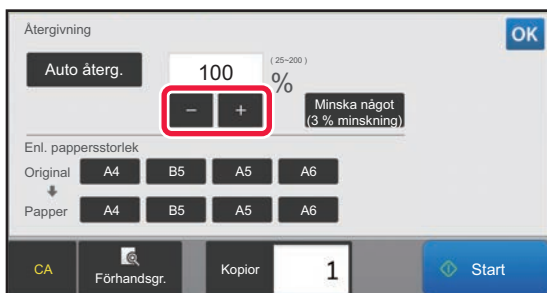 Återgivning
OK
Auto återg.
100
( 25~200 )
%
− +
Minska något
(3 % minskning)
Enl. pappersstorlek
Original A4 B5 A5 A6
Papper A4 B5 A5 A6
CA
Förhandsgr.
Kopior
1
Start